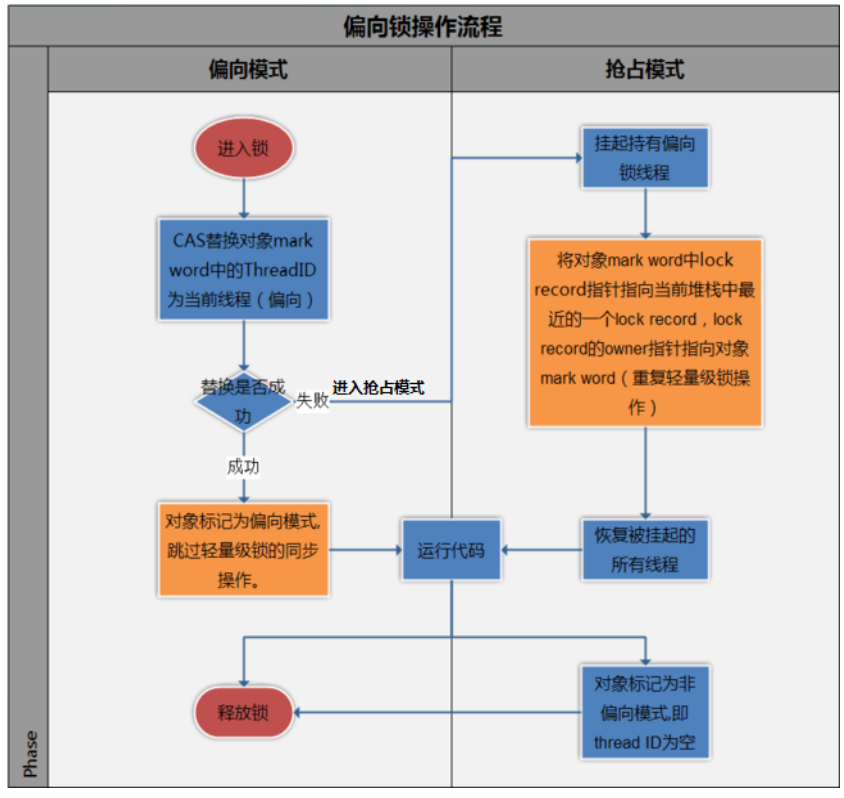 偏向锁操作流程
偏向模式
抢占模式
进入锁
CAS替换对象mark
word中的ThreadID
为当前线程（偏向）
替换是否成
功
失败
进入抢占模式
成功
对象标记为偏向模式,
跳过轻量级锁的同步
操作。
运行代码
释放锁
挂起持有偏向
锁线程
将对象mark word中lock
record指针指向当前堆栈中最
近的一个lock record，lock
record的owner指针指向对象
mark word（重复轻量级锁操
作）
恢复被挂起的
所有线程
对象标记为非
偏向模式,即
thread ID为空
Phase